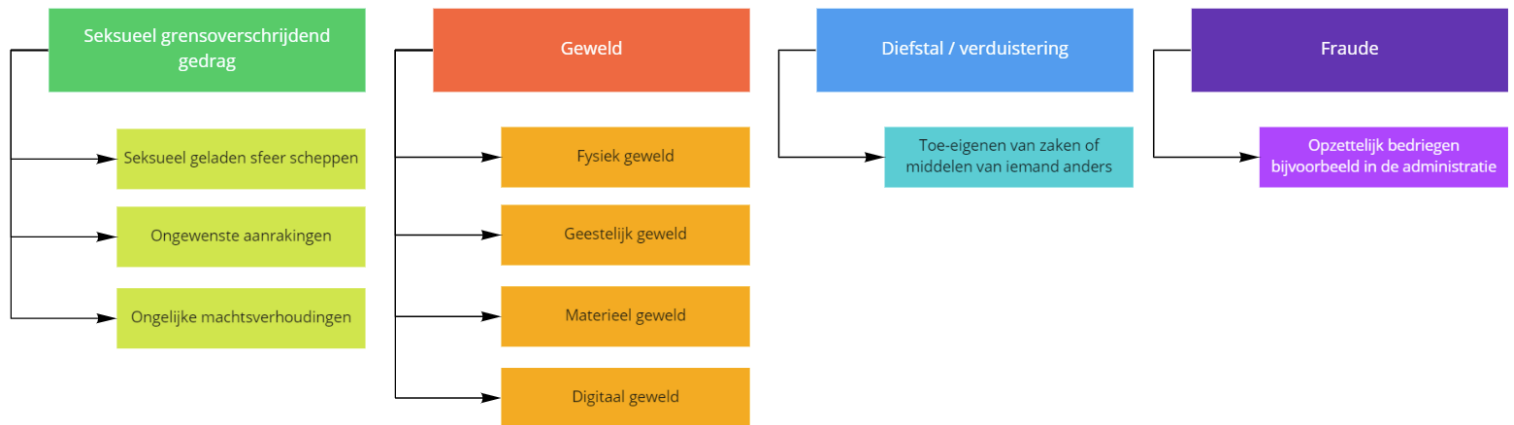 Seksueel grensoverschrijdend
gedrag
Seksueel geladen sfeer scheppen
Ongewenste aanrakingen
Ongelijke machtsverhoudingen
Geweld
Fysiek geweld
Geestelijk geweld
Materieel geweld
Digitaal geweld
Diefstal / verduistering
Toe-eigenen van zaken of
middelen van iemand anders
Fraude
Opzettelijk bedriegen
bijvoorbeeld in de administratie